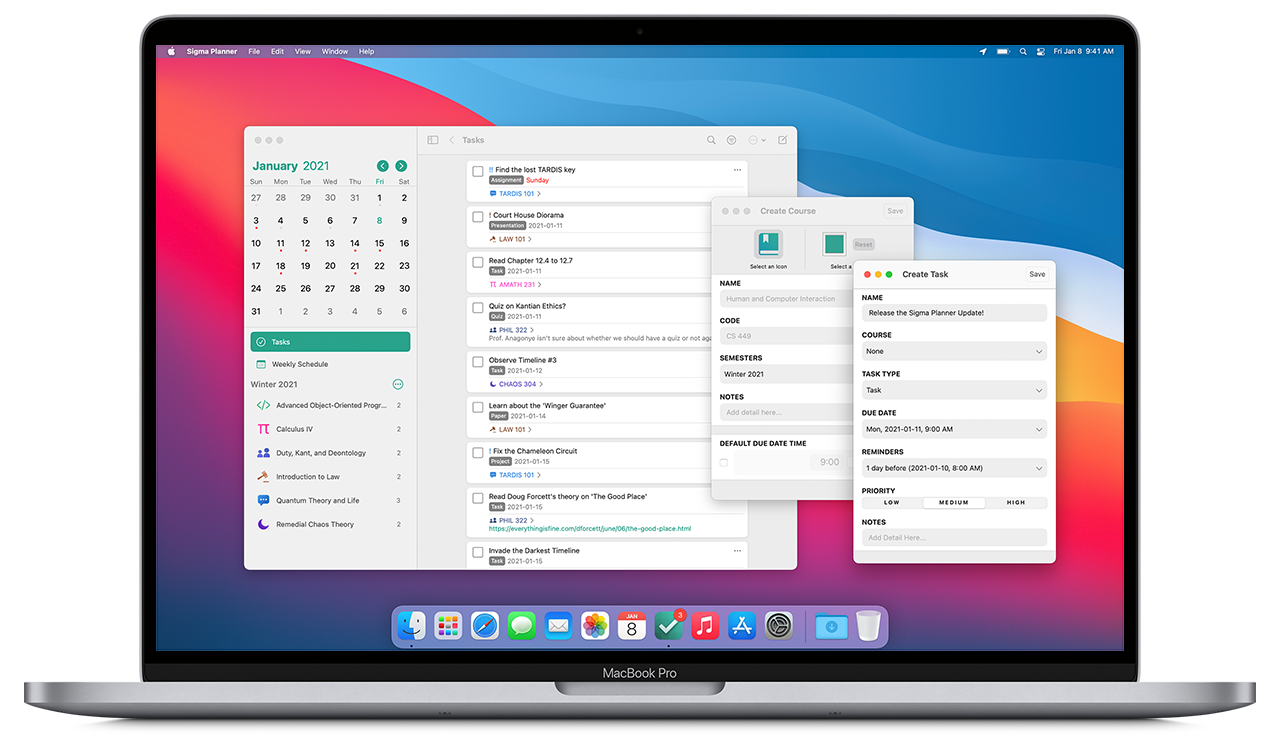 Sigma Planner File Edit View Window Help
Fri Jan 8 9:41 AM
January 2021
Sun Mon Tue Wed Thu Fri Sat
27 28 29 30 31 1 2
3 4 5 6 7 8 9
10 11 12 13 14 15 16
17 18 19 20 21 22 23
24 25 26 27 28 29 30
31 1 2 3 4 5 6
Tasks
Weekly Schedule
Winter 2021
Advanced Object-Oriented Progr... 2
Calculus IV 2
Duty, Kant, and Deontology 2
Introduction to Law 2
Quantum Theory and Life 3
Remedial Chaos Theory 2
Tasks
!! Find the lost TARDIS key
Assignment Sunday
TARDIS 101 >
! Court House Diorama
Presentation 2021-01-11
LAW 101 >
Read Chapter 12.4 to 12.7
Task 2021-01-11
AMATH 231 >
Quiz on Kantian Ethics?
Quiz 2021-01-11
PHIL 322 >
Prof. Anagonye isn't sure about whether we should have a quiz or not aga
Observe Timeline #3
Task 2021-01-12
CHAOS 304 >
Learn about the 'Winger Guarantee'
Paper 2021-01-14
LAW 101 >
! Fix the Chameleon Circuit
Project 2021-01-15
TARDIS 101 >
Read Doug Forcett's theory on 'The Good Place'
Task 2021-01-15
PHIL 322 >
https://everythingisfine.com/dforcett/june/06/the-good-place.html
Invade the Darkest Timeline
Task 2021-01-15
Create Course Save
Reset
Select an Icon Select a
NAME
Human and Computer Interaction
CODE
CS 449
SEMESTERS
Winter 2021
NOTES
Add detail here...
DEFAULT DUE DATE TIME
9:00
Create Task Save
NAME
Release the Sigma Planner Update!
COURSE
None
TASK TYPE
Task
DUE DATE
Mon, 2021-01-11, 9:00 AM
REMINDERS
1 day before (2021-01-10, 8:00 AM)
PRIORITY
LOW MEDIUM HIGH
NOTES
Add Detail Here...
JAN
8
3
MacBook Pro